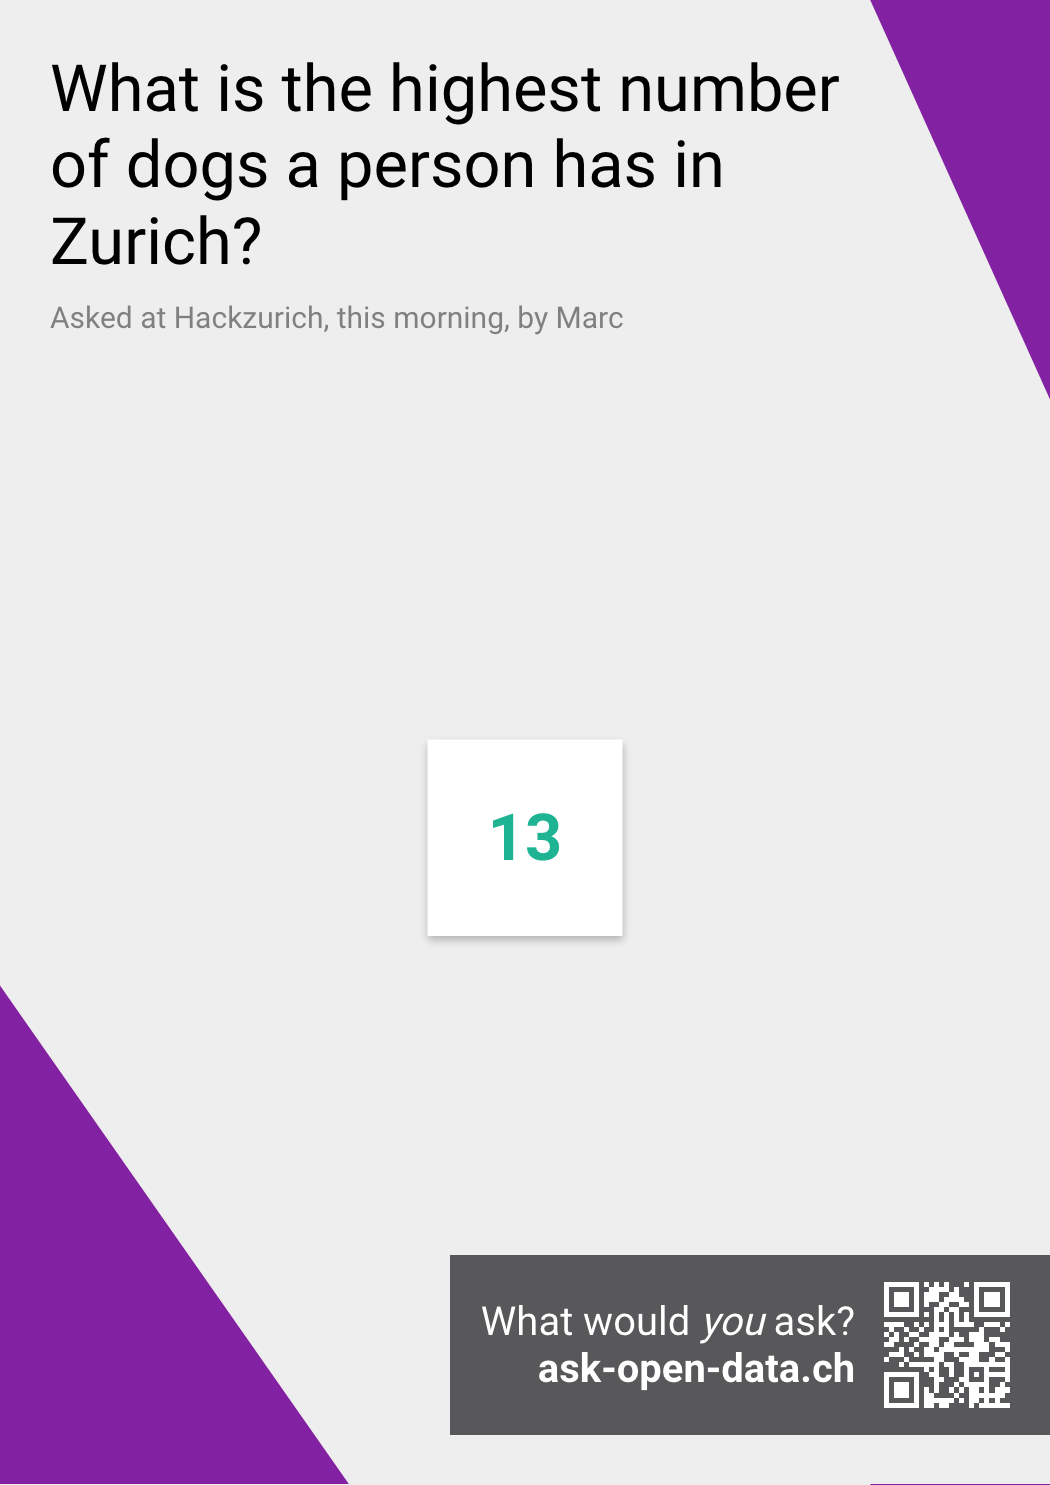 What is the highest number
of dogs a person has in
Zurich?
Asked at Hackzurich, this morning, by Marc
13
What would you ask?
ask-open-data.ch